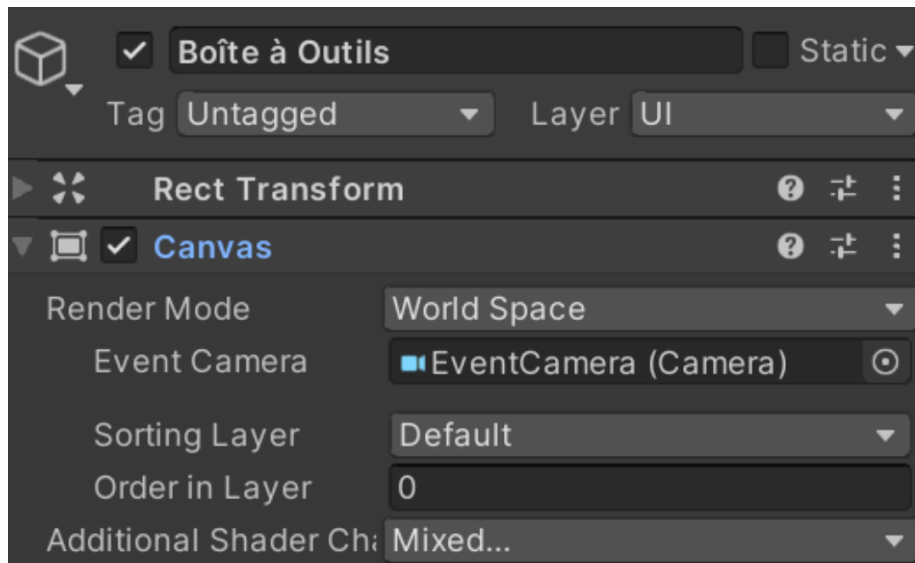 Boîte à Outils Static
Tag Untagged Layer UI
Rect Transform
Canvas
Render Mode World Space
Event Camera EventCamera (Camera)
Sorting Layer Default
Order in Layer 0
Additional Shader Cha Mixed...